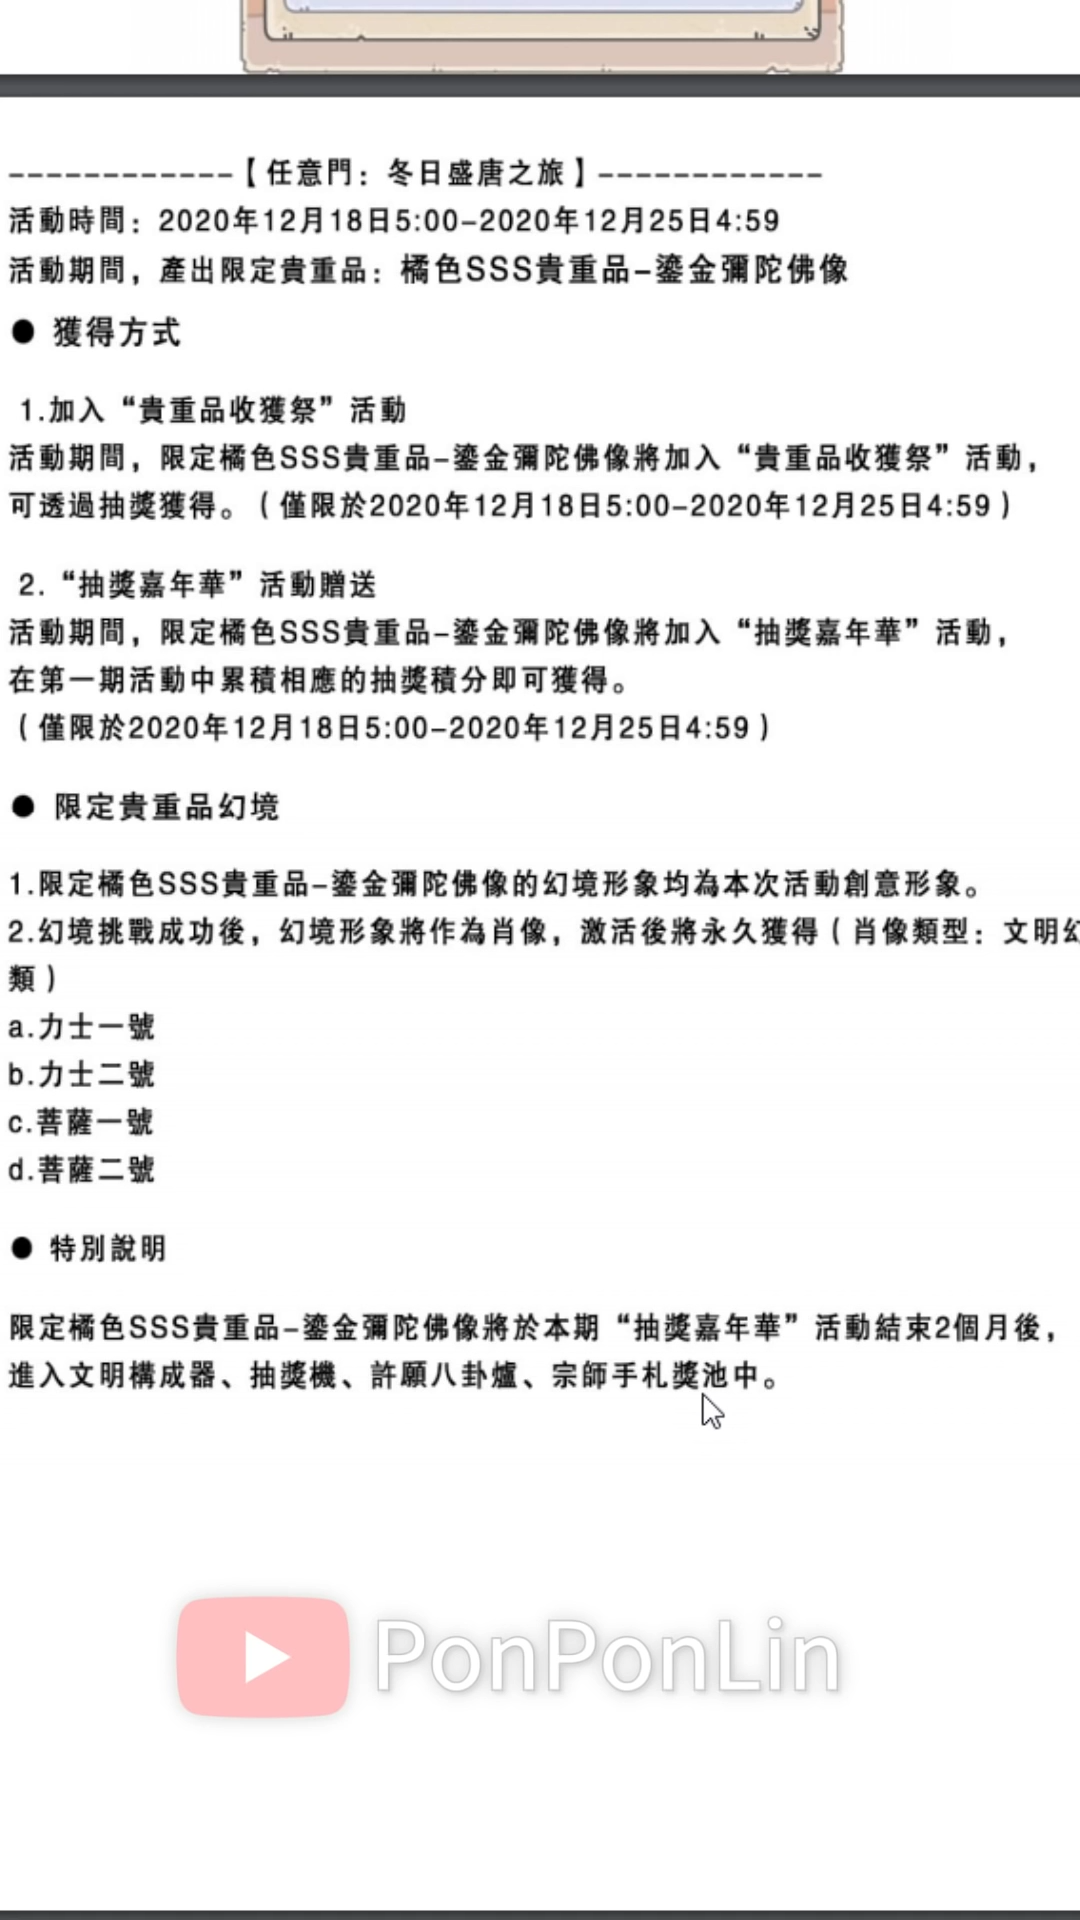 ------------【任意門：冬日盛唐之旅】------------
活動時間：2020年12月18日5:00-2020年12月25日4:59
活動期間，產出限定貴重品：橘色SSS貴重品-鎏金彌陀佛像
● 獲得方式
1.加入“貴重品收獲祭”活動
活動期間，限定橘色SSS貴重品-鎏金彌陀佛像將加入“貴重品收獲祭”活動，
可透過抽獎獲得。（僅限於2020年12月18日5:00-2020年12月25日4:59）
2.“抽獎嘉年華”活動贈送
活動期間，限定橘色SSS貴重品-鎏金彌陀佛像將加入“抽獎嘉年華”活動，
在第一期活動中累積相應的抽獎積分即可獲得。
（僅限於2020年12月18日5:00-2020年12月25日4:59）
● 限定貴重品幻境
1.限定橘色SSS貴重品-鎏金彌陀佛像的幻境形象均為本次活動創意形象。
2.幻境挑戰成功後，幻境形象將作為肖像，激活後將永久獲得（肖像類型：文明幻
類）
a.力士一號
b.力士二號
c.菩薩一號
d.菩薩二號
● 特別說明
限定橘色SSS貴重品-鎏金彌陀佛像將於本期“抽獎嘉年華”活動結束2個月後，
進入文明構成器、抽獎機、許願八卦爐、宗師手札獎池中。
PonPonLin